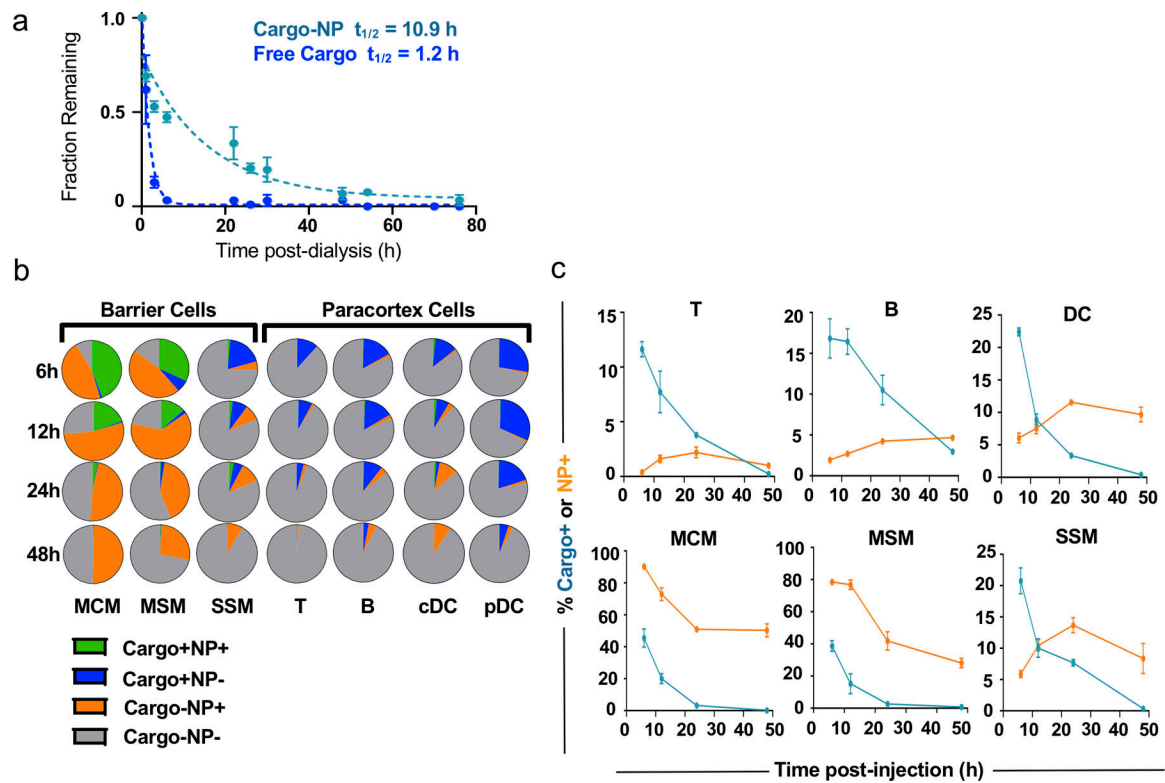 a
Cargo-NP t1/2 = 10.9 h
Free Cargo t1/2 = 1.2 h
Fraction Remaining
1.0
0.5
0
0 20 40 60 80
Time post-dialysis (h)
b
Barrier Cells Paracortex Cells
6h
12h
24h
48h
MCM MSM SSM T B cDC pDC
Cargo+NP+
Cargo+NP-
Cargo-NP+
Cargo-NP-
c
% Cargo+ or NP+
T
15
10
5
0
0 10 20 30 40 50
B
20
15
10
5
0
0 10 20 30 40 50
DC
25
20
15
10
5
0
0 10 20 30 40 50
MCM
100
80
60
40
20
0
0 10 20 30 40 50
MSM
100
80
60
40
20
0
0 10 20 30 40 50
SSM
25
20
15
10
5
0
0 10 20 30 40 50
Time post-injection (h)